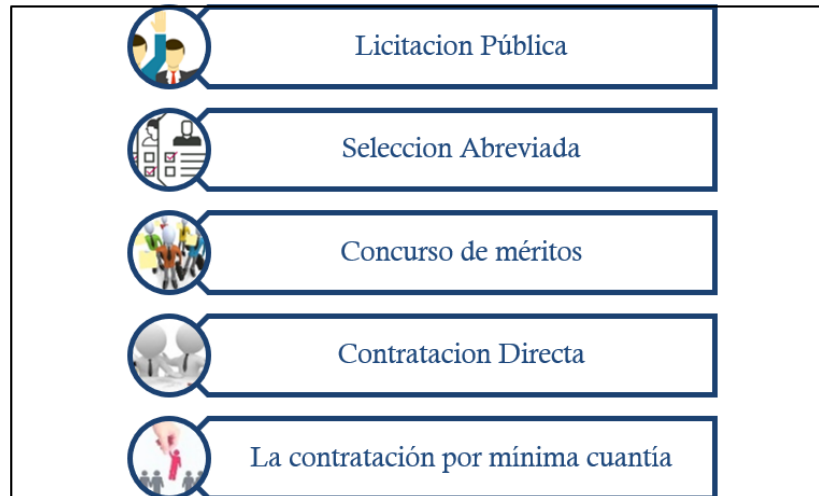 Licitacion Pública
Seleccion Abreviada
Concurso de méritos
Contratacion Directa
La contratación por mínima cuantía